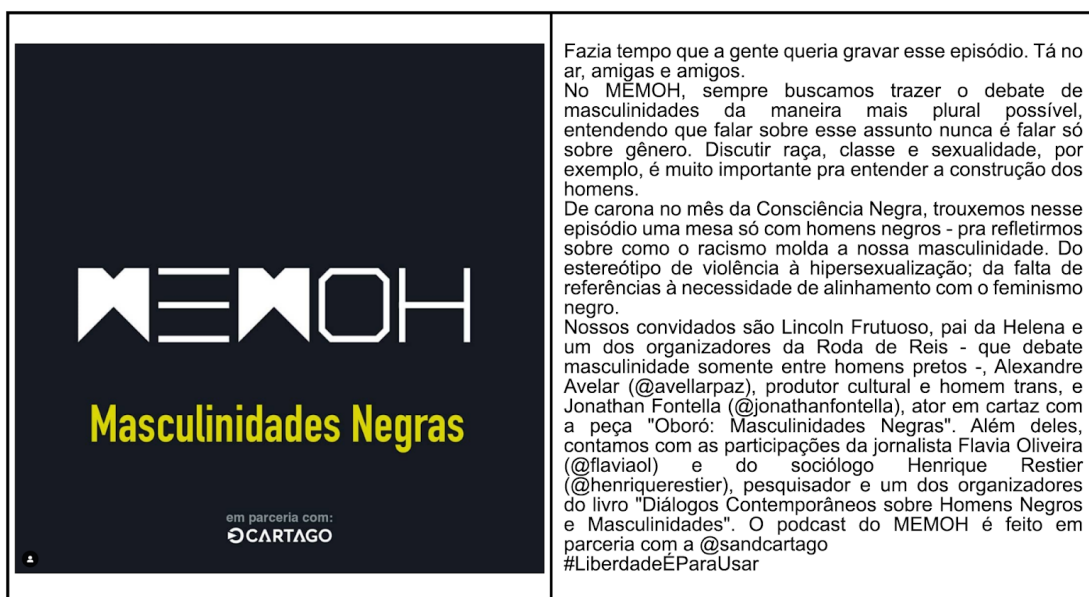 MEMOH
Masculinidades Negras
em parceria com:
CARTAGO
Fazia tempo que a gente queria gravar esse episódio. Tá no
ar, amigas e amigos.
No MEMOH, sempre buscamos trazer o debate de
masculinidades da maneira mais plural possível,
entendendo que falar sobre esse assunto nunca é falar só
sobre gênero. Discutir raça, classe e sexualidade, por
exemplo, é muito importante pra entender a construção dos
homens.
De carona no mês da Consciência Negra, trouxemos nesse
episódio uma mesa só com homens negros - pra refletirmos
sobre como o racismo molda a nossa masculinidade. Do
estereótipo de violência à hipersexualização; da falta de
referências à necessidade de alinhamento com o feminismo
negro.
Nossos convidados são Lincoln Frutuoso, pai da Helena e
um dos organizadores da Roda de Reis - que debate
masculinidade somente entre homens pretos -, Alexandre
Avelar (@avellarpaz), produtor cultural e homem trans, e
Jonathan Fontella (@jonathanfontella), ator em cartaz com
a peça "Oboró: Masculinidades Negras". Além deles,
contamos com as participações da jornalista Flavia Oliveira
(@flaviaol) e do sociólogo Henrique Restier
(@henriquerestier), pesquisador e um dos organizadores
do livro "Diálogos Contemporâneos sobre Homens Negros
e Masculinidades". O podcast do MEMOH é feito em
parceria com a @sandcartago
#LiberdadeÉParaUsar